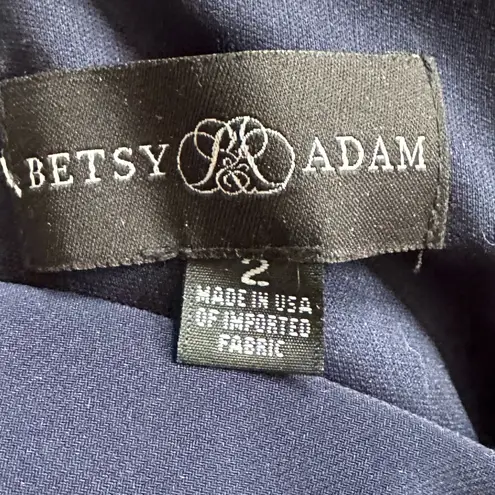 BETSY B&A ADAM
2
MADE IN USA
OF IMPORTED
FABRIC